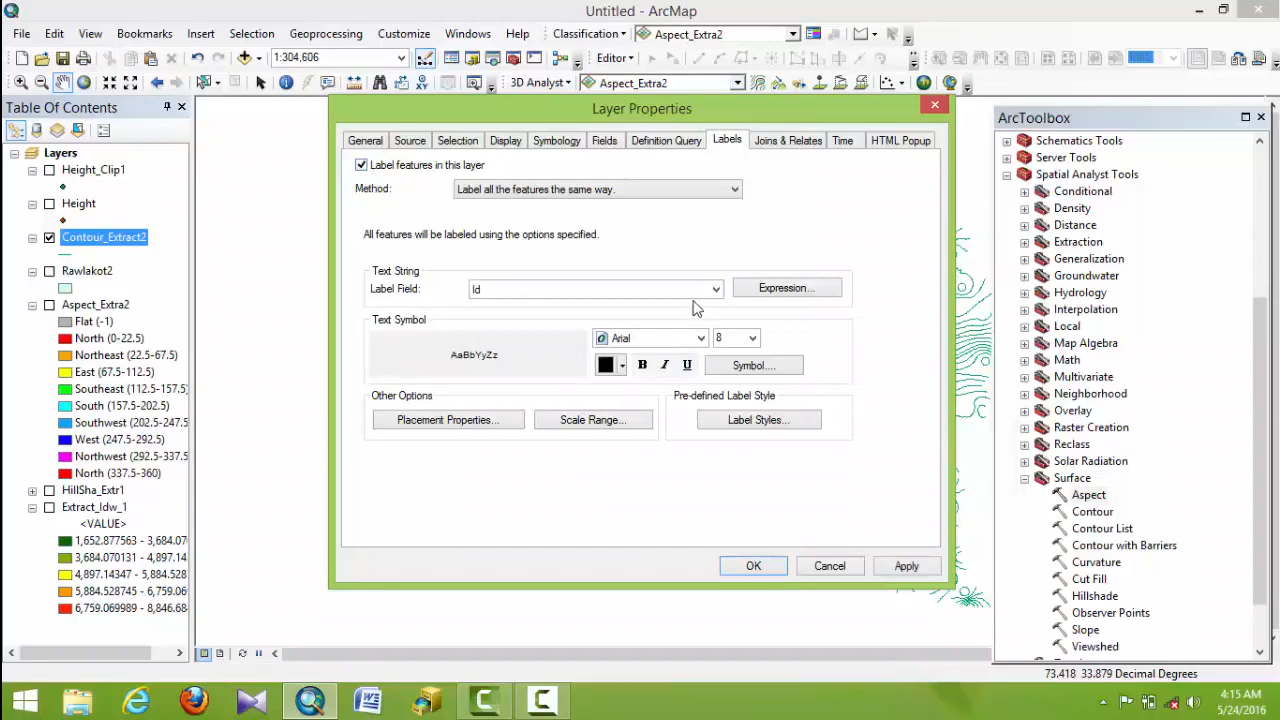 Untitled - ArcMap
File Edit View Bookmarks Insert Selection Geoprocessing Customize Windows Help Classification Aspect_Extra2
1:304,606 Editor
3D Analyst Aspect_Extra2
Table Of Contents
Layers
Height_Clip1
Height
Contour_Extract2
Rawlakot2
Aspect_Extra2
Flat (-1)
North (0-22.5)
Northeast (22.5-67.5)
East (67.5-112.5)
Southeast (112.5-157.5)
South (157.5-202.5)
Southwest (202.5-247.5
West (247.5-292.5)
Northwest (292.5-337.5
North (337.5-360)
HillSha_Extr1
Extract_Idw_1
<VALUE>
1,652.877563 - 3,684.07
3,684.070131 - 4,897.14
4,897.14347 - 5,884.528
5,884.528725 - 6,759.06
6,759.069989 - 8,846.68
Layer Properties
General Source Selection Display Symbology Fields Definition Query Labels Joins & Relates Time HTML Popup
Label features in this layer
Method: Label all the features the same way.
All features will be labeled using the options specified.
Text String
Label Field: Id Expression...
Text Symbol
AaBbYyZz
Arial 8
B I U Symbol....
Other Options
Placement Properties... Scale Range...
Pre-defined Label Style
Label Styles...
OK Cancel Apply
ArcToolbox
Schematics Tools
Server Tools
Spatial Analyst Tools
Conditional
Density
Distance
Extraction
Generalization
Groundwater
Hydrology
Interpolation
Local
Map Algebra
Math
Multivariate
Neighborhood
Overlay
Raster Creation
Reclass
Solar Radiation
Surface
Aspect
Contour
Contour List
Contour with Barriers
Curvature
Cut Fill
Hillshade
Observer Points
Slope
Viewshed
73.418 33.879 Decimal Degrees
4:15 AM
5/24/2016